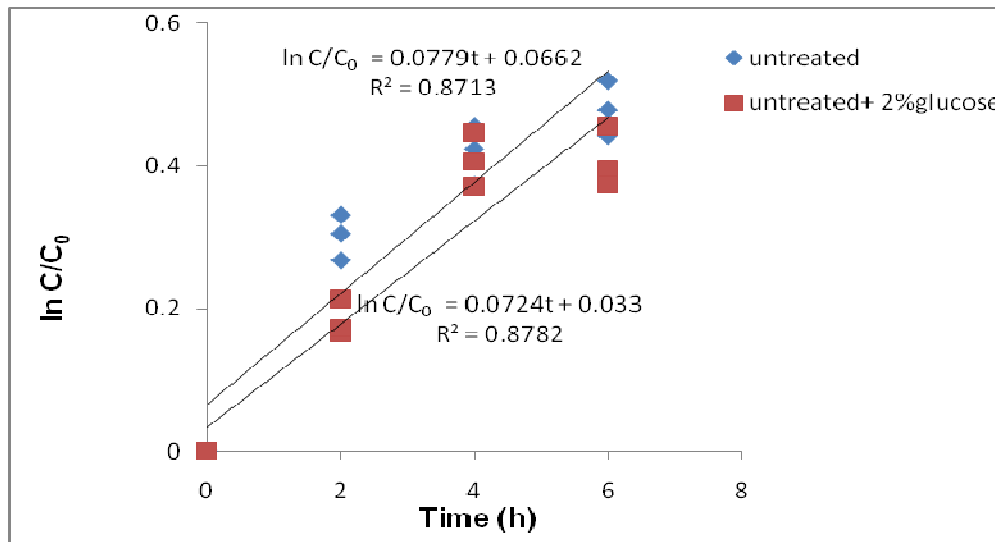 0.6
ln C/C₀ = 0.0779t + 0.0662
R² = 0.8713
untreated
untreated+ 2%glucose
0.4
ln C/C₀
0.2
ln C/C₀ = 0.0724t + 0.033
R² = 0.8782
0
0 2 4 6 8
Time (h)